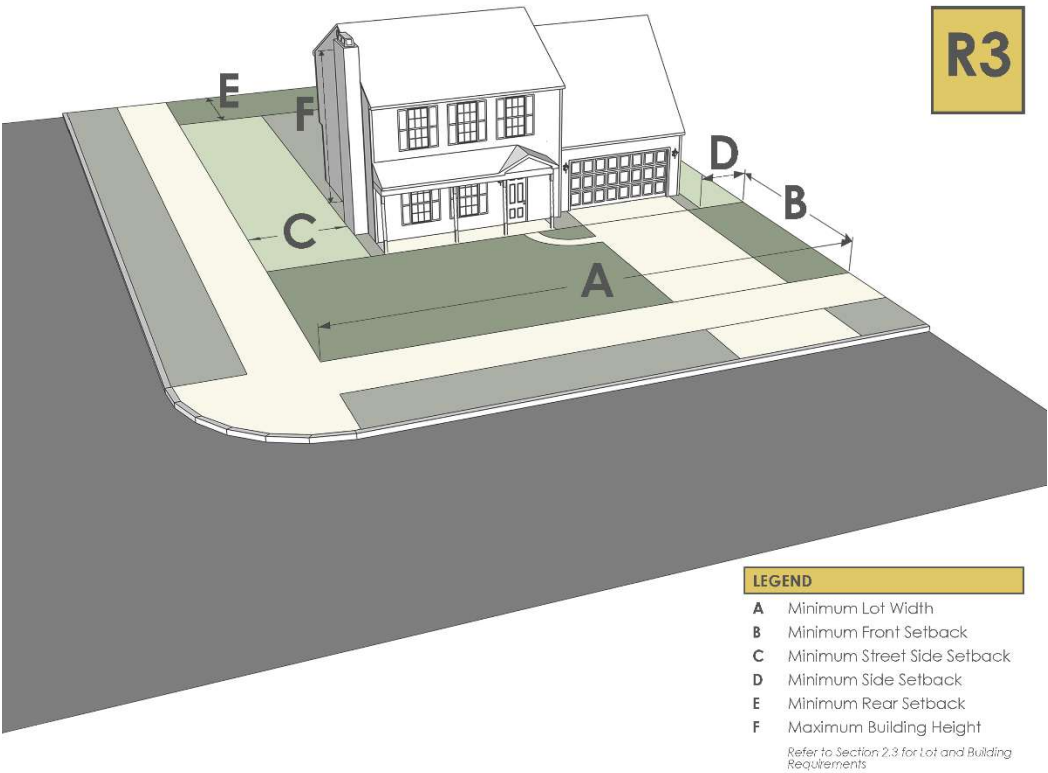 R3
E
F
D
B
C
A
LEGEND
A Minimum Lot Width
B Minimum Front Setback
C Minimum Street Side Setback
D Minimum Side Setback
E Minimum Rear Setback
F Maximum Building Height
Refer to Section 2.3 for Lot and Building
Requirements